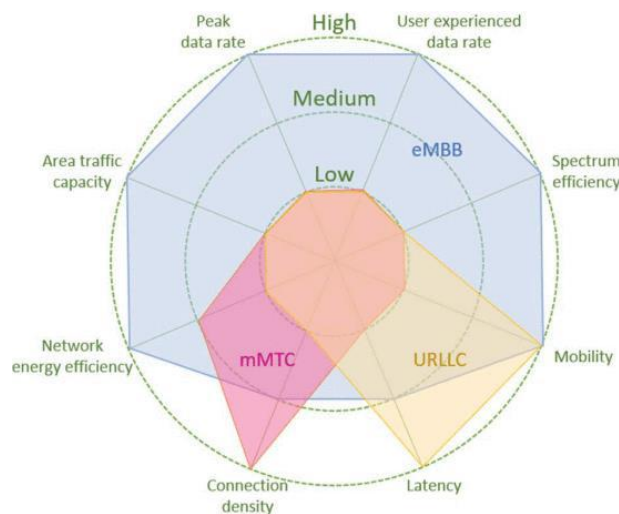 Peak
data rate
High
User experienced
data rate
Medium
eMBB
Area traffic
capacity
Spectrum
efficiency
Low
Network
energy efficiency
mMTC
URLLC
Mobility
Connection
density
Latency